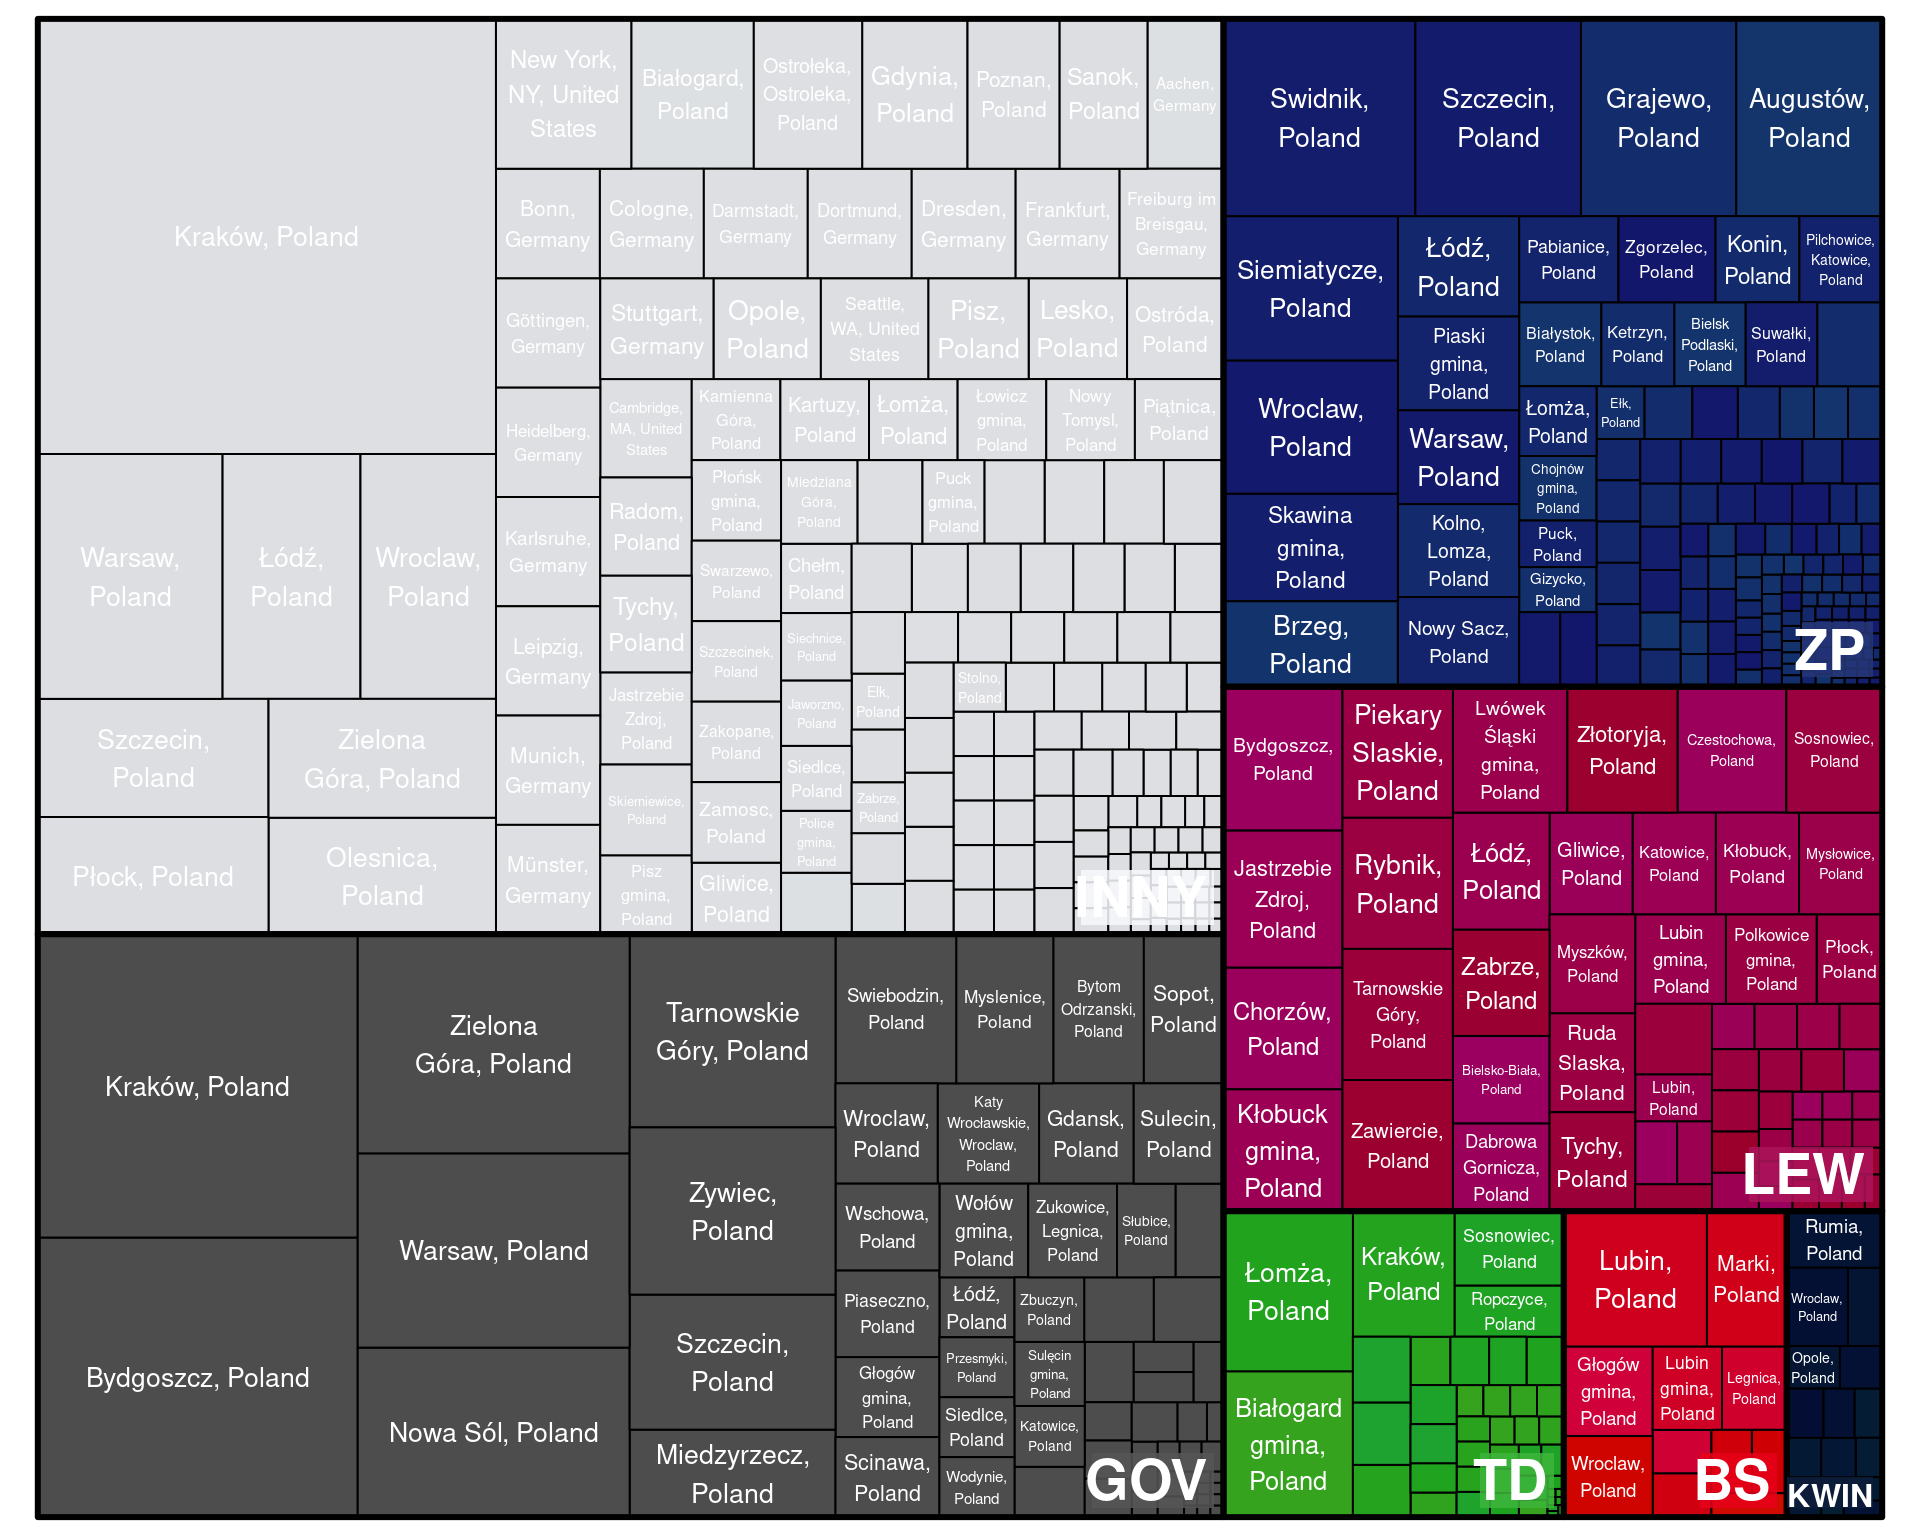 Kraków, Poland
Warsaw,
Poland
Łódź,
Poland
Wroclaw,
Poland
Szczecin,
Poland
Zielona
Góra, Poland
Płock, Poland
Olesnica,
Poland
New York,
NY, United
States
Białogard,
Poland
Ostrołeka,
Ostroleka,
Poland
Gdynia,
Poland
Poznan,
Poland
Sanok,
Poland
Aachen,
Germany
Bonn,
Germany
Cologne,
Germany
Darmstadt,
Germany
Dortmund,
Germany
Dresden,
Germany
Frankfurt,
Germany
Freiburg im
Breisgau,
Germany
Göttingen,
Germany
Heidelberg,
Germany
Karlsruhe,
Germany
Leipzig,
Germany
Munich,
Germany
Münster,
Germany
Stuttgart,
Germany
Opole,
Poland
Seattle,
WA, United
States
Pisz,
Poland
Lesko,
Poland
Ostróda,
Poland
Cambridge,
MA, United
States
Radom,
Poland
Tychy,
Poland
Jastrzebie
Zdroj,
Poland
Skierniewice,
Poland
Pisz
gmina,
Poland
Kamienna
Góra,
Poland
Kartuzy,
Poland
Łomża,
Poland
Łowicz
gmina,
Poland
Nowy
Tomysl,
Poland
Piątnica,
Poland
Płońsk
gmina,
Poland
Swarzewo,
Poland
Szczecinek,
Poland
Zakopane,
Poland
Zamosc,
Poland
Gliwice,
Poland
Miedziana
Góra,
Poland
Puck
gmina,
Poland
Chełm,
Poland
Siechnice,
Poland
Jaworzno,
Poland
Siedlce,
Poland
Police
gmina,
Poland
Ełk,
Poland
Zabrze,
Poland
Stolno,
Poland
INNY
Kraków, Poland
Bydgoszcz, Poland
Zielona
Góra, Poland
Warsaw, Poland
Nowa Sól, Poland
Tarnowskie
Góry, Poland
Zywiec,
Poland
Szczecin,
Poland
Miedzyrzecz,
Poland
Swiebodzin,
Poland
Myslenice,
Poland
Bytom
Odrzanski,
Poland
Sopot,
Poland
Wroclaw,
Poland
Katy
Wrocławskie,
Wroclaw,
Poland
Gdansk,
Poland
Sulecin,
Poland
Wschowa,
Poland
Piaseczno,
Poland
Głogów
gmina,
Poland
Scinawa,
Poland
Wołów
gmina,
Poland
Zukowice,
Legnica,
Poland
Słubice,
Poland
Łódź,
Poland
Przesmyki,
Poland
Siedlce,
Poland
Wodynie,
Poland
Zbuczyn,
Poland
Sulęcin
gmina,
Poland
Katowice,
Poland
GOV
Swidnik,
Poland
Szczecin,
Poland
Grajewo,
Poland
Augustów,
Poland
Siemiatycze,
Poland
Wroclaw,
Poland
Skawina
gmina,
Poland
Brzeg,
Poland
Łódź,
Poland
Piaski
gmina,
Poland
Warsaw,
Poland
Kolno,
Lomza,
Poland
Nowy Sacz,
Poland
Pabianice,
Poland
Zgorzelec,
Poland
Konin,
Poland
Pilchowice,
Katowice,
Poland
Białystok,
Poland
Ketrzyn,
Poland
Bielsk
Podlaski,
Poland
Suwałki,
Poland
Łomża,
Poland
Ełk,
Poland
Chojnów
gmina,
Poland
Puck,
Poland
Gizycko,
Poland
ZP
Bydgoszcz,
Poland
Jastrzebie
Zdroj,
Poland
Chorzów,
Poland
Kłobuck
gmina,
Poland
Piekary
Slaskie,
Poland
Rybnik,
Poland
Tarnowskie
Góry,
Poland
Zawiercie,
Poland
Lwówek
Śląski
gmina,
Poland
Złotoryja,
Poland
Czestochowa,
Poland
Sosnowiec,
Poland
Łódź,
Poland
Zabrze,
Poland
Bielsko-Biała,
Poland
Dabrowa
Gornicza,
Poland
Gliwice,
Poland
Katowice,
Poland
Kłobuck,
Poland
Mysłowice,
Poland
Myszków,
Poland
Ruda
Slaska,
Poland
Tychy,
Poland
Lubin
gmina,
Poland
Polkowice
gmina,
Poland
Płock,
Poland
Lubin,
Poland
LEW
Łomża,
Poland
Białogard
gmina,
Poland
Kraków,
Poland
Sosnowiec,
Poland
Ropczyce,
Poland
TD
Lubin,
Poland
Marki,
Poland
Głogów
gmina,
Poland
Lubin
gmina,
Poland
Legnica,
Poland
Wroclaw,
Poland
BS
Rumia,
Poland
Wroclaw,
Poland
Opole,
Poland
KWIN